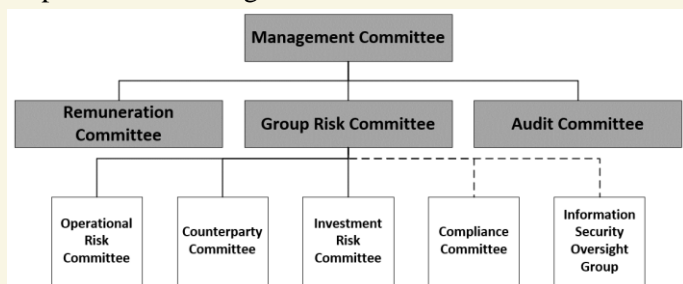 Management Committee
Remuneration
Committee
Group Risk Committee
Audit Committee
Operational
Risk
Committee
Counterparty
Committee
Investment
Risk
Committee
Compliance
Committee
Information
Security
Oversight
Group